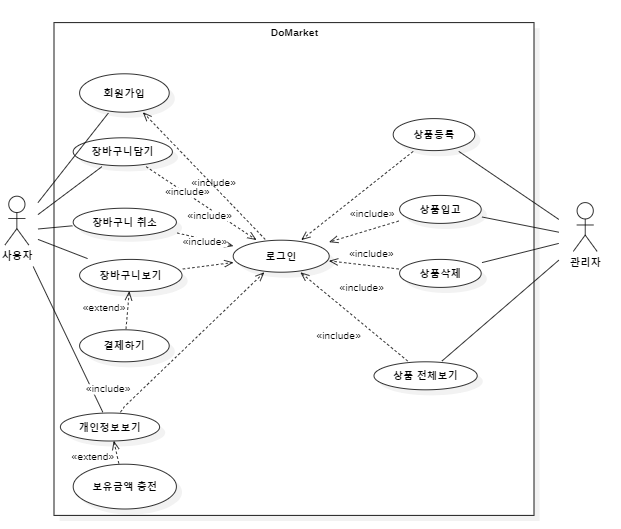 DoMarket
회원가입
상품등록
장바구니담기
«include»
«include»
상품입고
«include»
«include»
장바구니 취소
«include»
사용자
로그인
«include»
관리자
장바구니보기
상품삭제
«include»
«extend»
«include»
결제하기
상품 전체보기
«include»
개인정보보기
«extend»
보유금액 충전